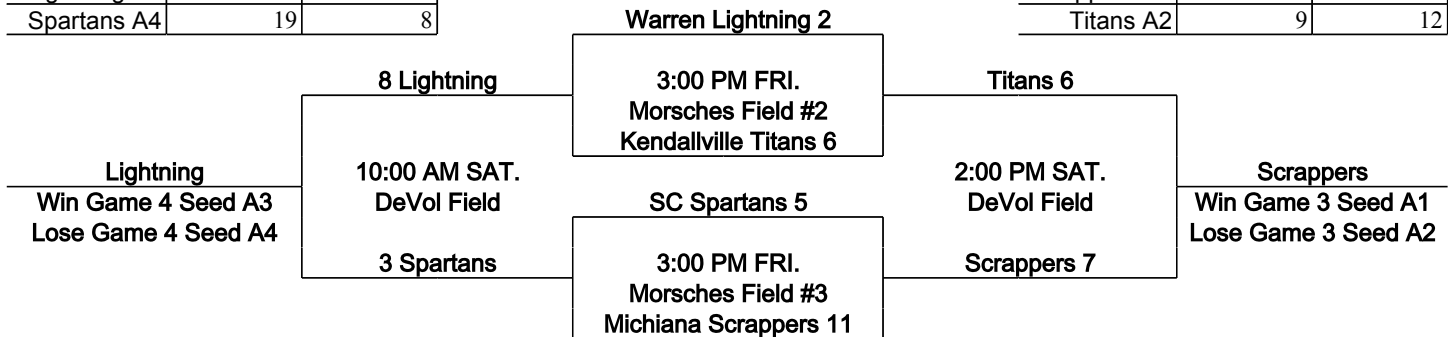 Spartans A4 19 8
Titans A2 9 12
Warren Lightning 2
8 Lightning
3:00 PM FRI.
Titans 6
Morsches Field #2
Kendallville Titans 6
Lightning
10:00 AM SAT.
2:00 PM SAT.
Scrappers
Win Game 4 Seed A3
DeVol Field
SC Spartans 5
DeVol Field
Win Game 3 Seed A1
Lose Game 4 Seed A4
Lose Game 3 Seed A2
3 Spartans
3:00 PM FRI.
Scrappers 7
Morsches Field #3
Michiana Scrappers 11